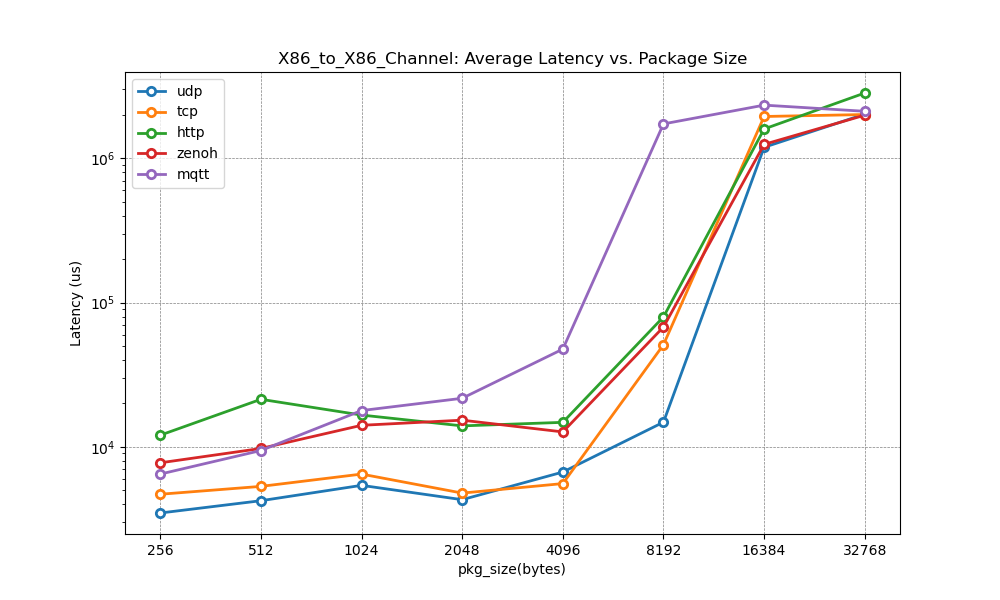 X86_to_X86_Channel: Average Latency vs. Package Size
udp
tcp
http
zenoh
mqtt
Latency (us)
10^6
10^5
10^4
256 512 1024 2048 4096 8192 16384 32768
pkg_size(bytes)